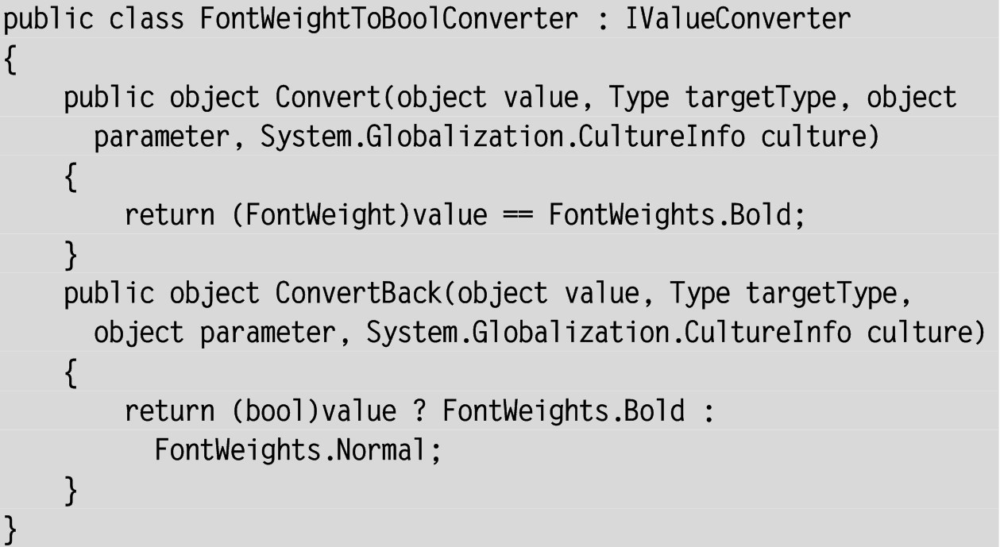 public class FontWeightToBoolConverter : IValueConverter
{
    public object Convert(object value, Type targetType, object
      parameter, System.Globalization.CultureInfo culture)
    {
        return (FontWeight)value == FontWeights.Bold;
    }
    public object ConvertBack(object value, Type targetType,
      object parameter, System.Globalization.CultureInfo culture)
    {
        return (bool)value ? FontWeights.Bold :
          FontWeights.Normal;
    }
}